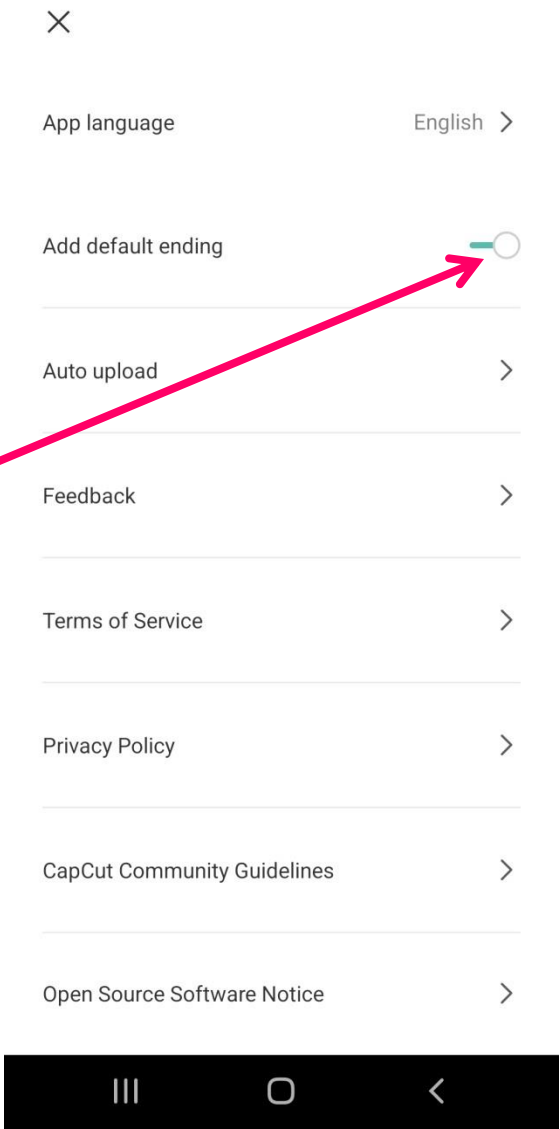 App language English
Add default ending
Auto upload
Feedback
Terms of Service
Privacy Policy
CapCut Community Guidelines
Open Source Software Notice